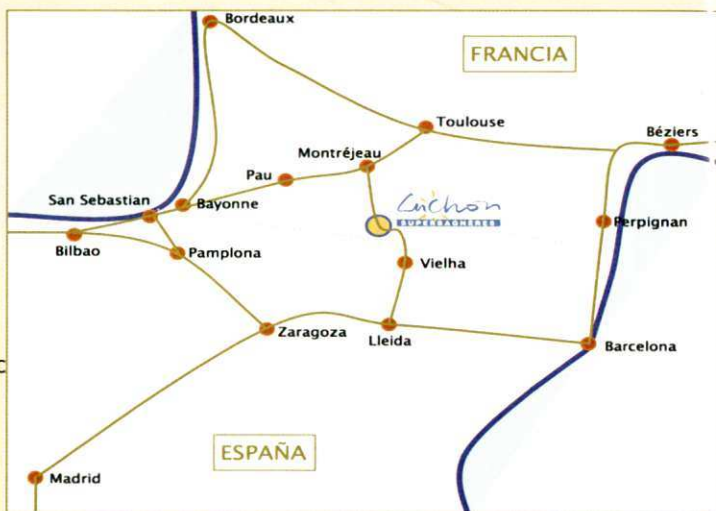 Bordeaux
FRANCIA
Toulouse
Béziers
Montréjeau
Pau
Luchon
SUPERBAGNERES
San Sebastian
Bayonne
Perpignan
Bilbao
Pamplona
Vielha
Zaragoza
Lleida
Barcelona
ESPAÑA
Madrid